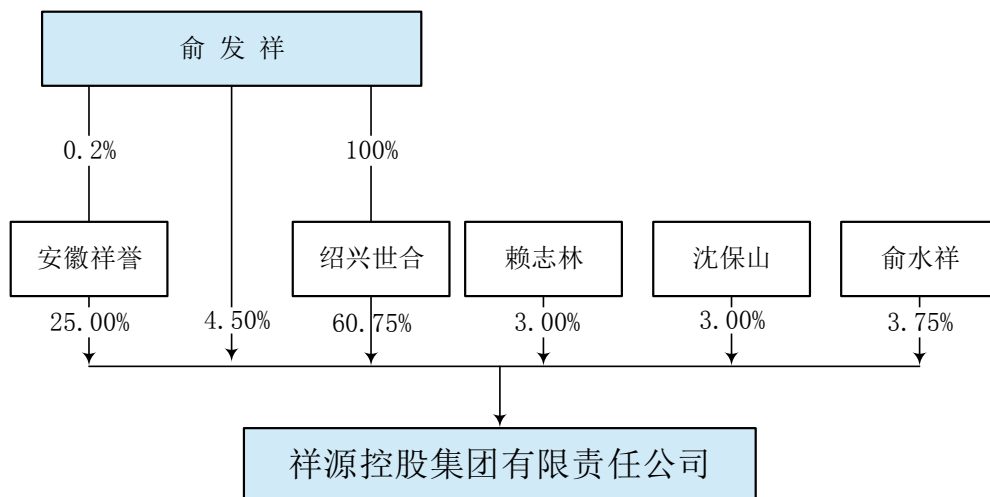 俞 发 祥
0.2%
100%
安徽祥誉
绍兴世合
赖志林
沈保山
俞水祥
25.00%
4.50%
60.75%
3.00%
3.00%
3.75%
祥源控股集团有限责任公司